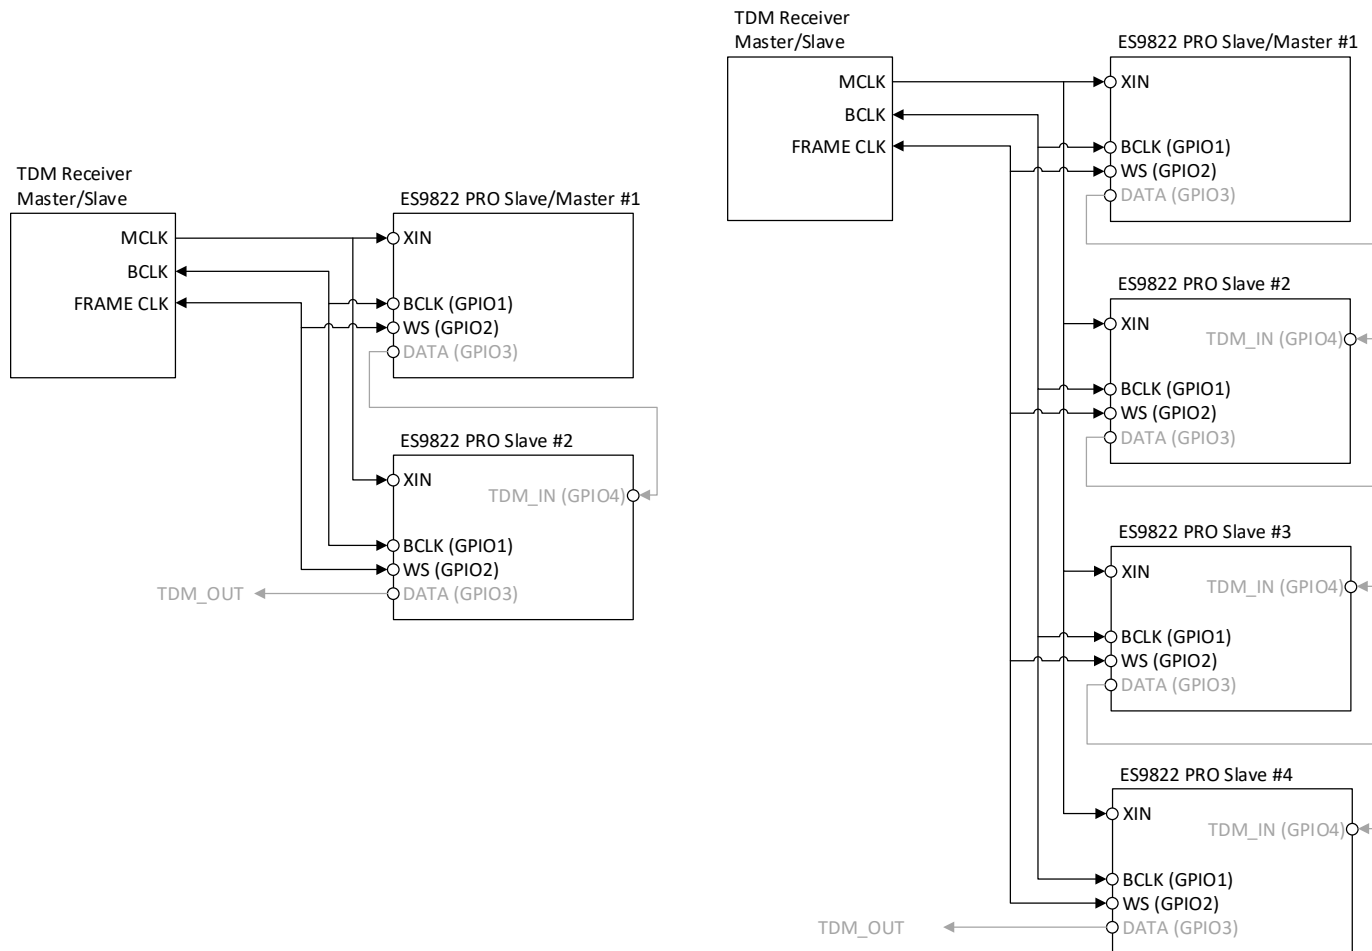 TDM Receiver
Master/Slave
MCLK
BCLK
FRAME CLK
ES9822 PRO Slave/Master #1
XIN
BCLK (GPIO1)
WS (GPIO2)
DATA (GPIO3)
ES9822 PRO Slave #2
XIN
TDM_IN (GPIO4)
BCLK (GPIO1)
WS (GPIO2)
DATA (GPIO3)
TDM_OUT
TDM Receiver
Master/Slave
MCLK
BCLK
FRAME CLK
ES9822 PRO Slave/Master #1
XIN
BCLK (GPIO1)
WS (GPIO2)
DATA (GPIO3)
ES9822 PRO Slave #2
XIN
TDM_IN (GPIO4)
BCLK (GPIO1)
WS (GPIO2)
DATA (GPIO3)
ES9822 PRO Slave #3
XIN
TDM_IN (GPIO4)
BCLK (GPIO1)
WS (GPIO2)
DATA (GPIO3)
ES9822 PRO Slave #4
XIN
TDM_IN (GPIO4)
BCLK (GPIO1)
WS (GPIO2)
DATA (GPIO3)
TDM_OUT